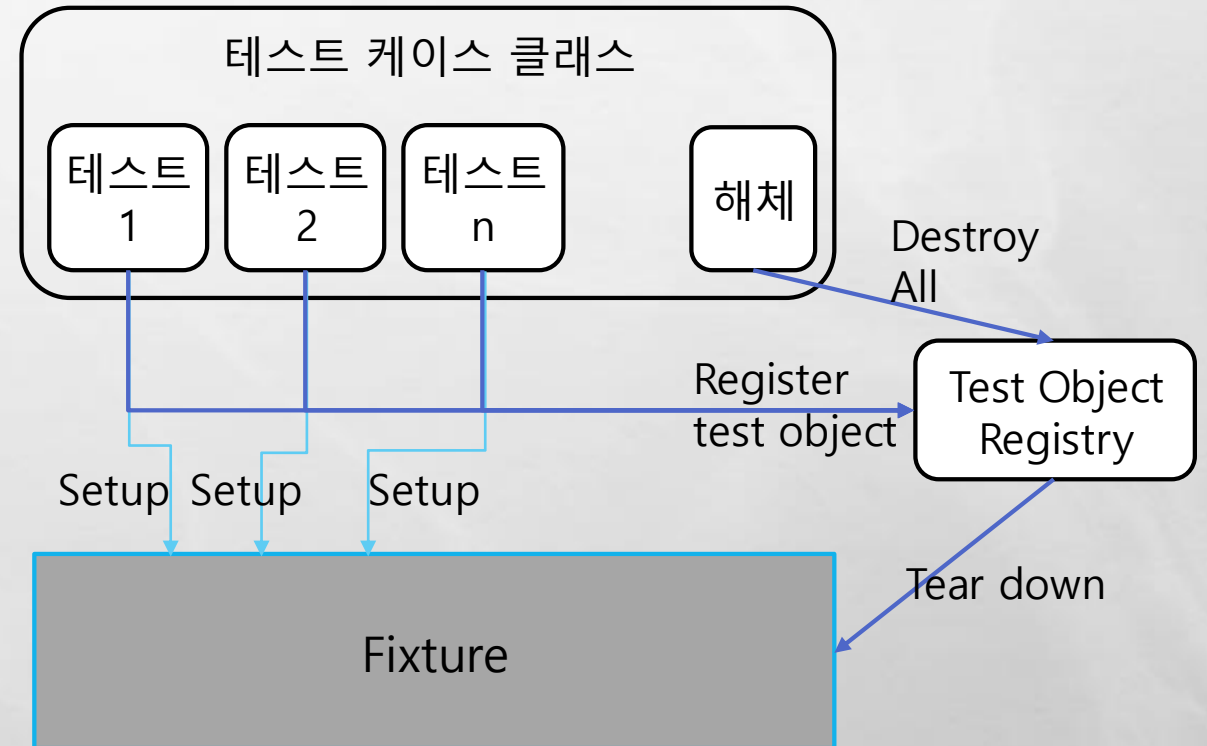 테스트 케이스 클래스
테스트
1
테스트
2
테스트
n
해체
Destroy
All
Register
test object
Test Object
Registry
Setup
Setup
Setup
Tear down
Fixture